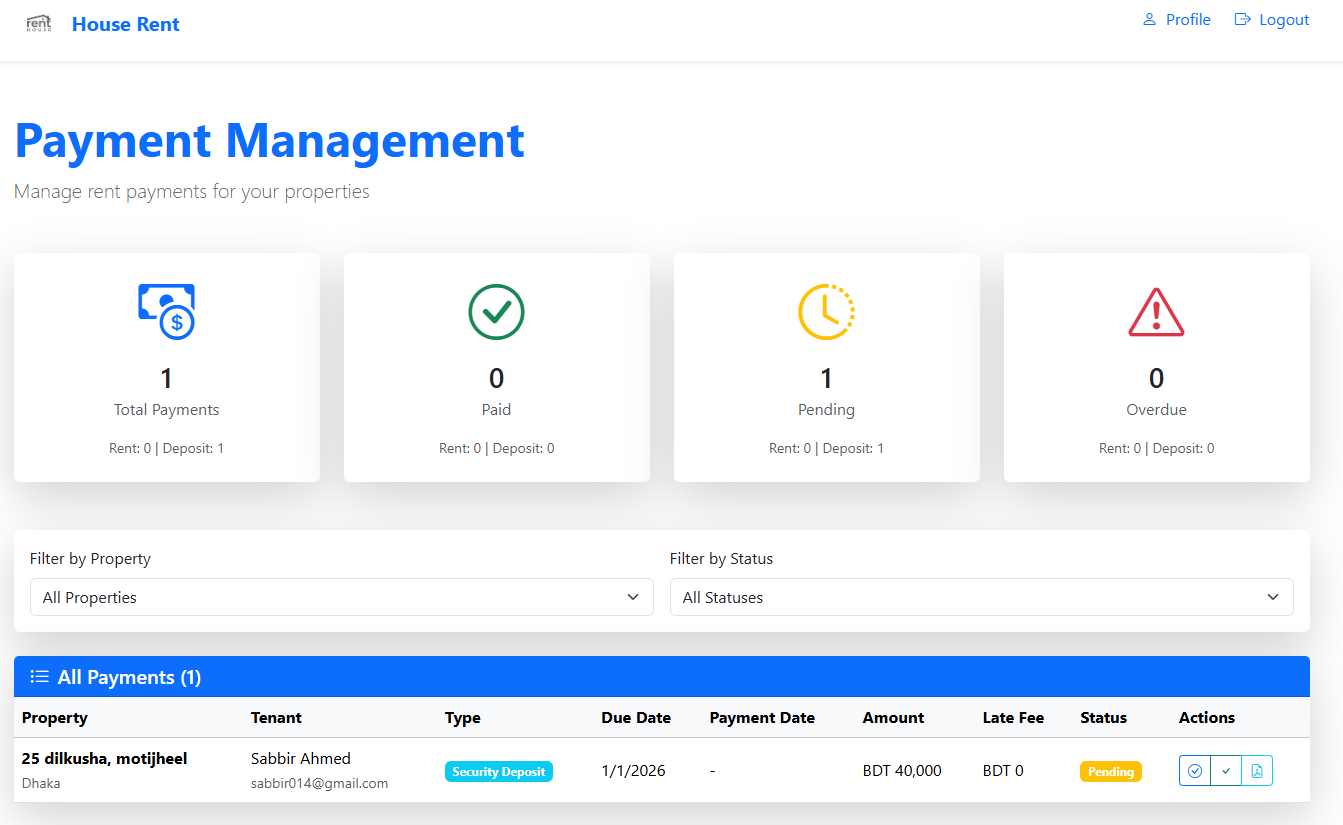 rent
HOUSE
House Rent
Profile
Logout
Payment Management
Manage rent payments for your properties
$
1
Total Payments
Rent: 0 | Deposit: 1
0
Paid
Rent: 0 | Deposit: 0
1
Pending
Rent: 0 | Deposit: 1
0
Overdue
Rent: 0 | Deposit: 0
Filter by Property
All Properties
Filter by Status
All Statuses
All Payments (1)
Property Tenant Type Due Date Payment Date Amount Late Fee Status Actions
25 dilkusha, motijheel Sabbir Ahmed Security Deposit 1/1/2026 - BDT 40,000 BDT 0 Pending
Dhaka sabbir014@gmail.com